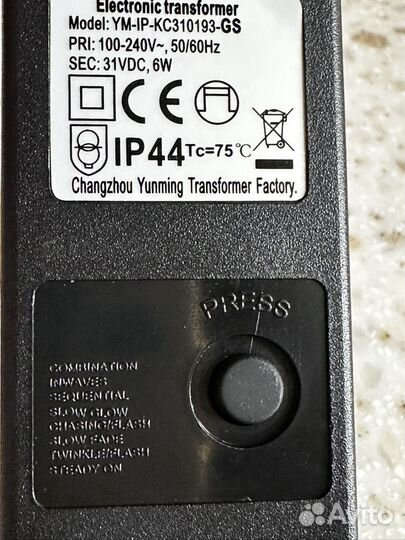 Electronic transformer
Model: YM-IP-KC310193-GS
PRI: 100-240V~, 50/60Hz
SEC: 31VDC, 6W
CE
IP44 Tc=75℃
Changzhou Yunming Transformer Factory.
PRESS
COMBINATION
INWAVES
SEQUENTIAL
SLOW GLOW
CHASING/FLASH
SLOW FADE
TWINKLE/FLASH
STEADY ON
Avito